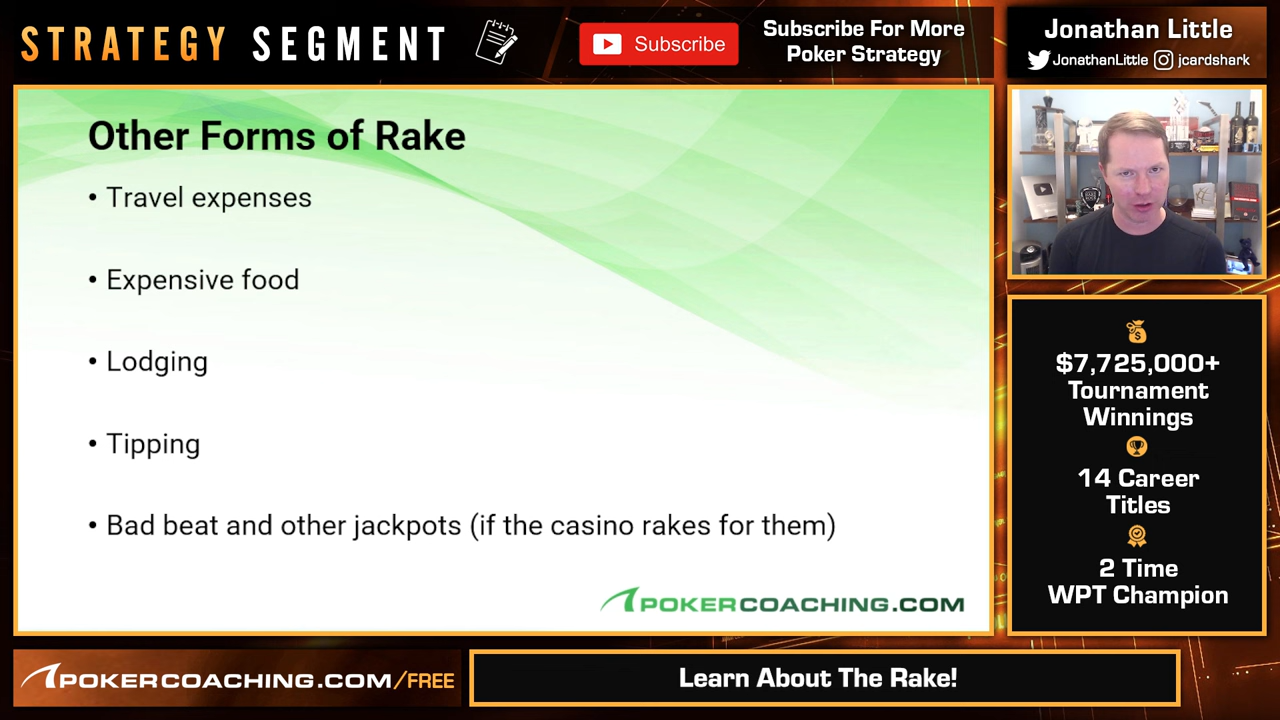 STRATEGY SEGMENT
Subscribe
Subscribe For More
Poker Strategy
Jonathan Little
JonathanLittle jcardshark
Other Forms of Rake
• Travel expenses
• Expensive food
• Lodging
• Tipping
• Bad beat and other jackpots (if the casino rakes for them)
POKERCOACHING.COM
$7,725,000+
Tournament
Winnings
14 Career
Titles
2 Time
WPT Champion
POKERCOACHING.COM/FREE
Learn About The Rake!